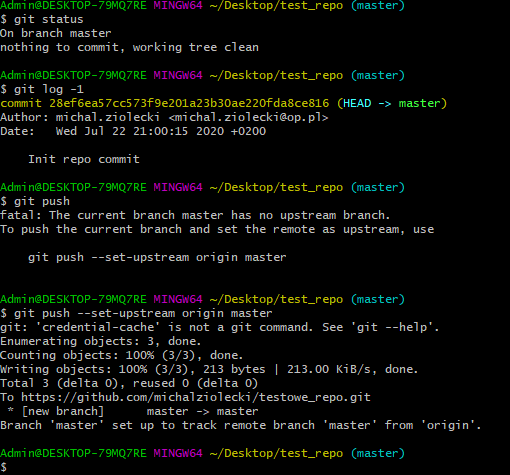 Admin@DESKTOP-79MQ7RE MINGW64 ~/Desktop/test_repo (master)
$ git status
On branch master
nothing to commit, working tree clean
Admin@DESKTOP-79MQ7RE MINGW64 ~/Desktop/test_repo (master)
$ git log -1
commit 28ef6ea57cc573f9e201a23b30ae220fda8ce816 (HEAD -> master)
Author: michal.ziolecki <michal.ziolecki@op.pl>
Date:   Wed Jul 22 21:00:15 2020 +0200
    Init repo commit
Admin@DESKTOP-79MQ7RE MINGW64 ~/Desktop/test_repo (master)
$ git push
fatal: The current branch master has no upstream branch.
To push the current branch and set the remote as upstream, use
    git push --set-upstream origin master
Admin@DESKTOP-79MQ7RE MINGW64 ~/Desktop/test_repo (master)
$ git push --set-upstream origin master
git: 'credential-cache' is not a git command. See 'git --help'.
Enumerating objects: 3, done.
Counting objects: 100% (3/3), done.
Writing objects: 100% (3/3), 213 bytes | 213.00 KiB/s, done.
Total 3 (delta 0), reused 0 (delta 0)
To https://github.com/michalziolecki/testowe_repo.git
 * [new branch]      master -> master
Branch 'master' set up to track remote branch 'master' from 'origin'.
Admin@DESKTOP-79MQ7RE MINGW64 ~/Desktop/test_repo (master)
$